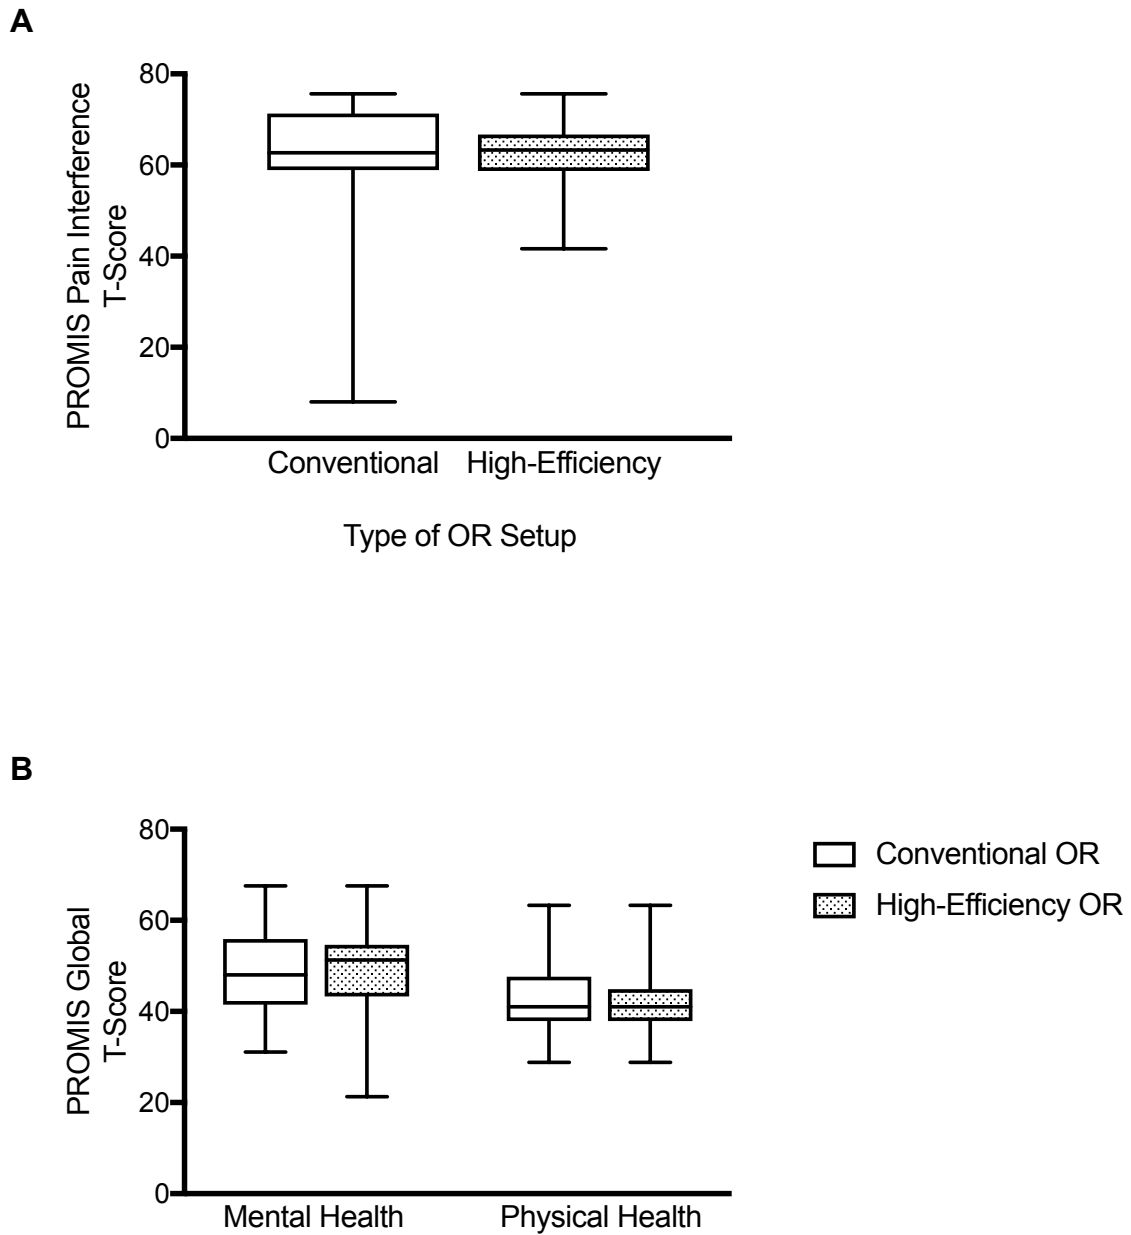 A
PROMIS Pain Interference
T-Score
80
60
40
20
0
Conventional High-Efficiency
Type of OR Setup
B
PROMIS Global
T-Score
80
60
40
20
0
Mental Health Physical Health
Conventional OR
High-Efficiency OR